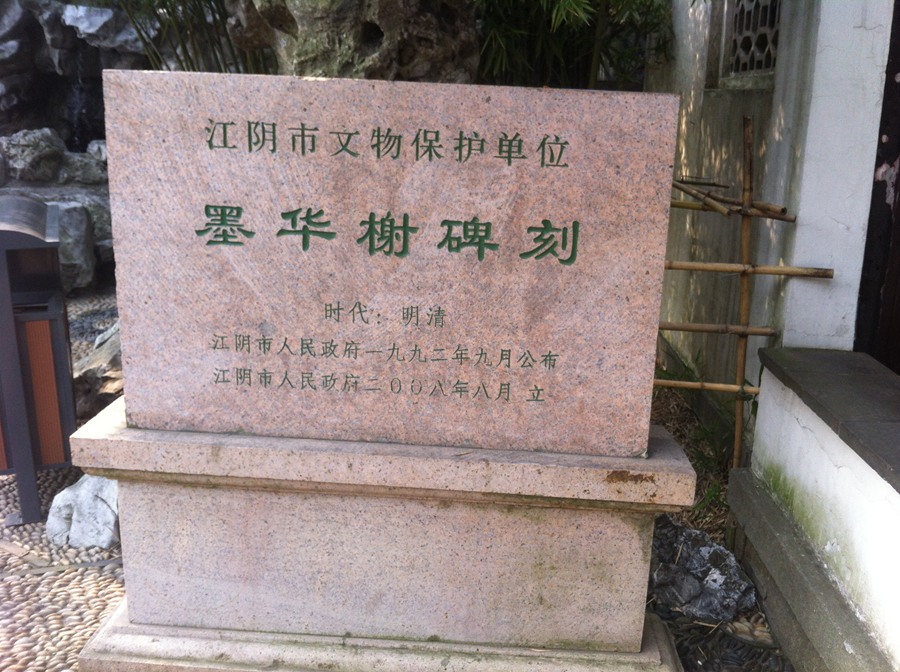 江阴市文物保护单位
墨华榭碑刻
时代：明清
江阴市人民政府一九九二年九月公布
江阴市人民政府二〇〇八年八月 立